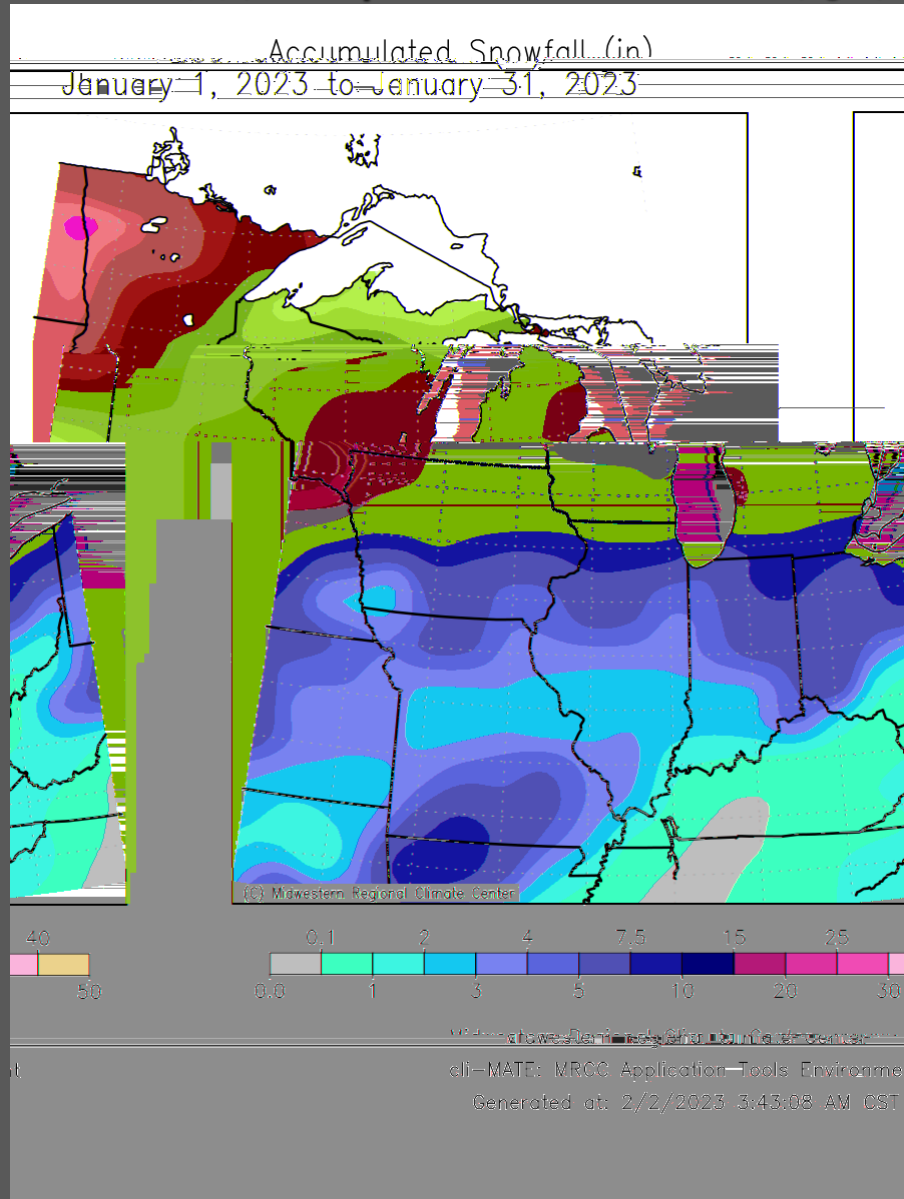 Accumulated Snowfall (in)
January 1, 2023 to January 31, 2023
(C) Midwestern Regional Climate Center
40 0.1 2 4 7.5 15 25
50 0.0 1 3 5 10 20 30
cli-MATE: MRCC Application Tools Environme
Generated at: 2/2/2023 3:43:08 AM CST